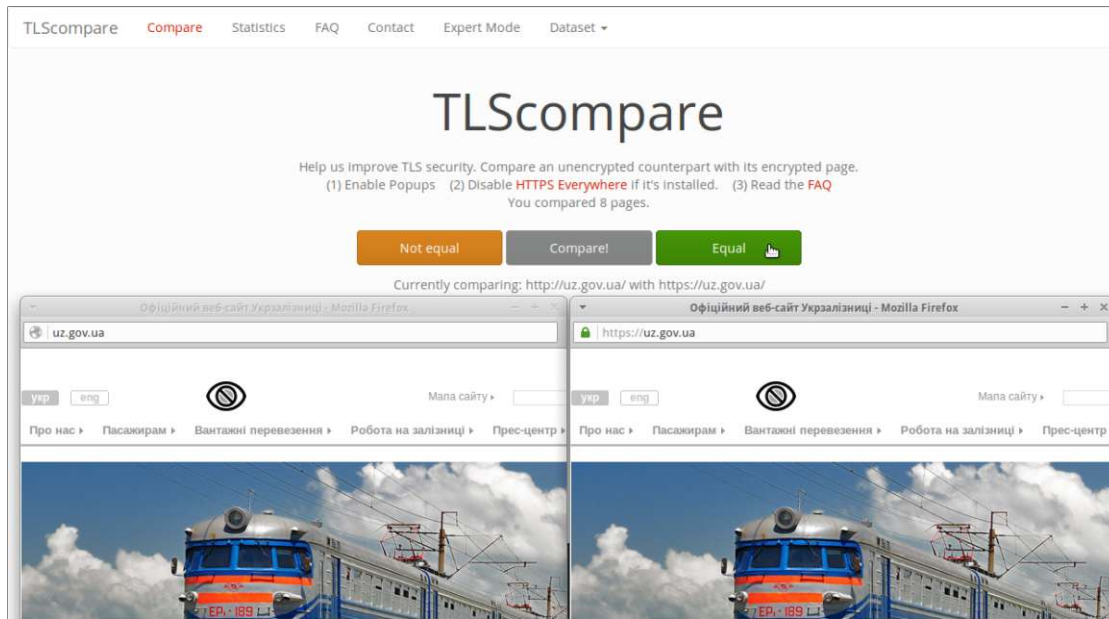 TLScompare Compare Statistics FAQ Contact Expert Mode Dataset
TLScompare
Help us improve TLS security. Compare an unencrypted counterpart with its encrypted page.
(1) Enable Popups (2) Disable HTTPS Everywhere if it's installed. (3) Read the FAQ
You compared 8 pages.
Not equal Compare! Equal
Currently comparing: http://uz.gov.ua/ with https://uz.gov.ua/
Офіційний веб-сайт Укрзалізниці - Mozilla Firefox
uz.gov.ua
укр eng Мапа сайту
Про нас Пасажирам Вантажні перевезення Робота на залізниці Прес-центр
ЕР1-189
Офіційний веб-сайт Укрзалізниці - Mozilla Firefox
https://uz.gov.ua
укр eng Мапа сайту
Про нас Пасажирам Вантажні перевезення Робота на залізниці Прес-центр
ЕР1-189